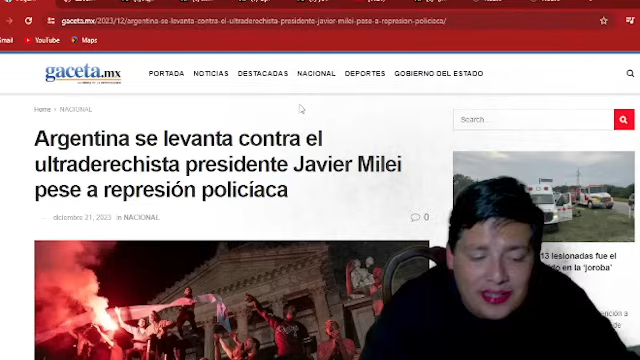 gaceta.mx/2023/12/argentina-se-levanta-contra-el-ultraderechista-presidente-javier-milei-pese-a-represion-policiaca/
Gmail YouTube Maps
gaceta.mx
PORTADA NOTICIAS DESTACADAS NACIONAL DEPORTES GOBIERNO DEL ESTADO
Home > NACIONAL
Search...
Argentina se levanta contra el
ultraderechista presidente Javier Milei
pese a represión policíaca
diciembre 21, 2023 in NACIONAL
0
13 lesionadas fue el
en la 'joroba'